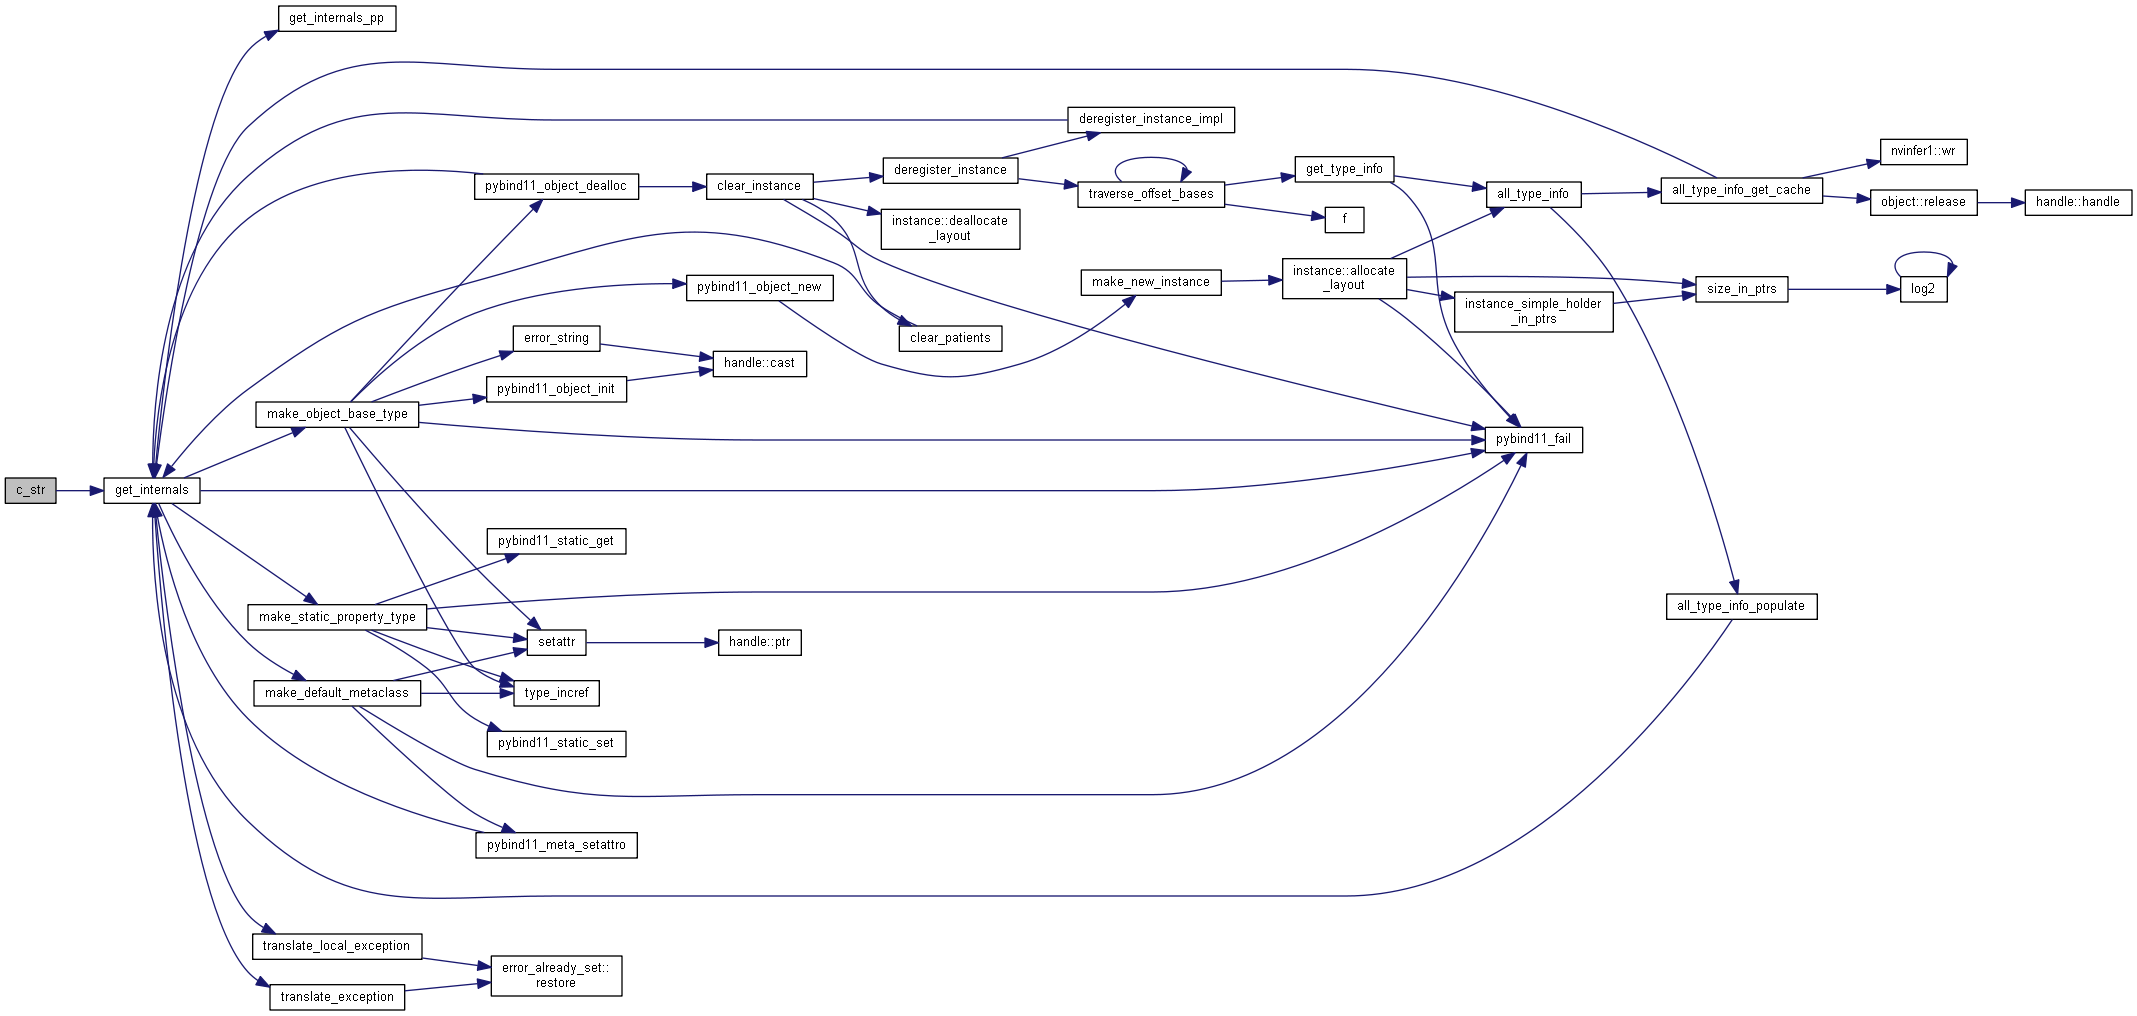 get_internals_pp
deregister_instance_impl
nvinfer1::wr
deregister_instance
get_type_info
pybind11_object_dealloc
clear_instance
traverse_offset_bases
all_type_info
all_type_info_get_cache
object::release
handle::handle
instance::deallocate
_layout
f
pybind11_object_new
make_new_instance
instance::allocate
_layout
size_in_ptrs
log2
instance_simple_holder
_in_ptrs
error_string
clear_patients
handle::cast
pybind11_object_init
make_object_base_type
pybind11_fail
c_str
get_internals
pybind11_static_get
make_static_property_type
all_type_info_populate
setattr
handle::ptr
make_default_metaclass
type_incref
pybind11_static_set
pybind11_meta_setattro
translate_local_exception
error_already_set::
restore
translate_exception